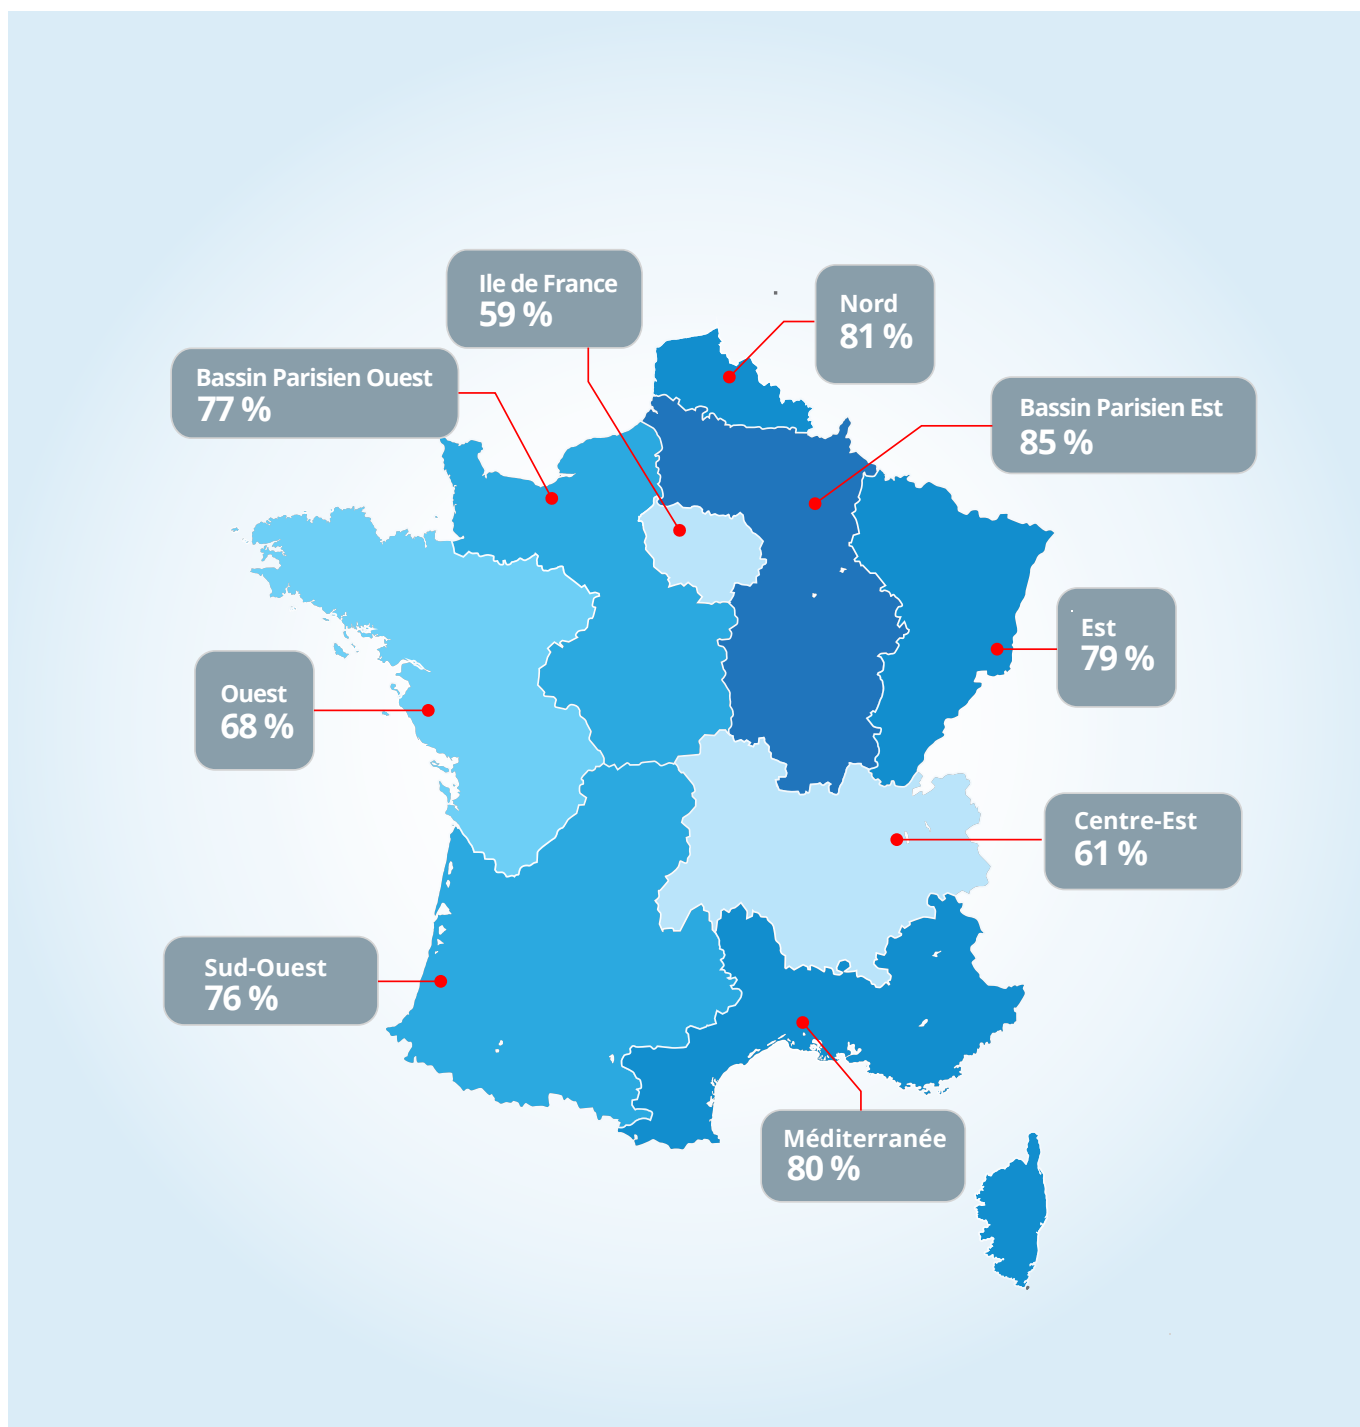 Ile de France
59 %
Nord
81 %
Bassin Parisien Ouest
77 %
Bassin Parisien Est
85 %
Est
79 %
Ouest
68 %
Centre-Est
61 %
Sud-Ouest
76 %
Méditerranée
80 %